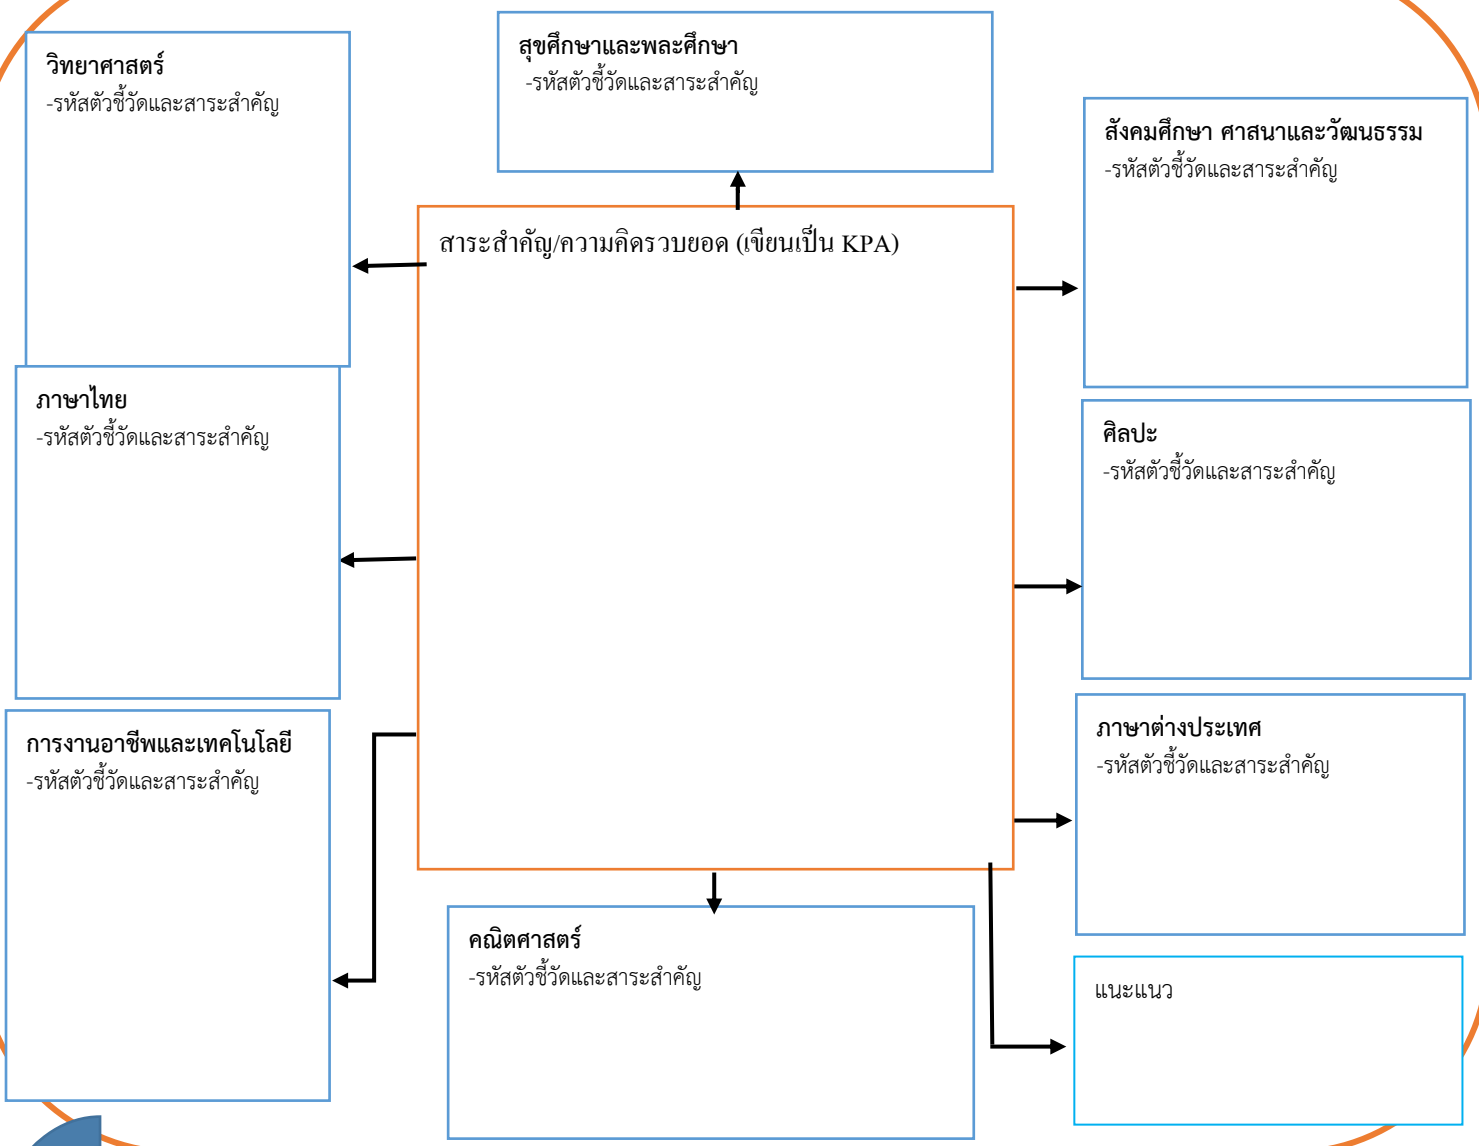 สุขศึกษาและพละศึกษา
-รหัสตัวชี้วัดและสาระสำคัญ
วิทยาศาสตร์
-รหัสตัวชี้วัดและสาระสำคัญ
สังคมศึกษา ศาสนาและวัฒนธรรม
-รหัสตัวชี้วัดและสาระสำคัญ
สาระสำคัญ/ความคิดรวบยอด (เขียนเป็น KPA)
ภาษาไทย
-รหัสตัวชี้วัดและสาระสำคัญ
ศิลปะ
-รหัสตัวชี้วัดและสาระสำคัญ
การงานอาชีพและเทคโนโลยี
-รหัสตัวชี้วัดและสาระสำคัญ
ภาษาต่างประเทศ
-รหัสตัวชี้วัดและสาระสำคัญ
คณิตศาสตร์
-รหัสตัวชี้วัดและสาระสำคัญ
แนะแนว